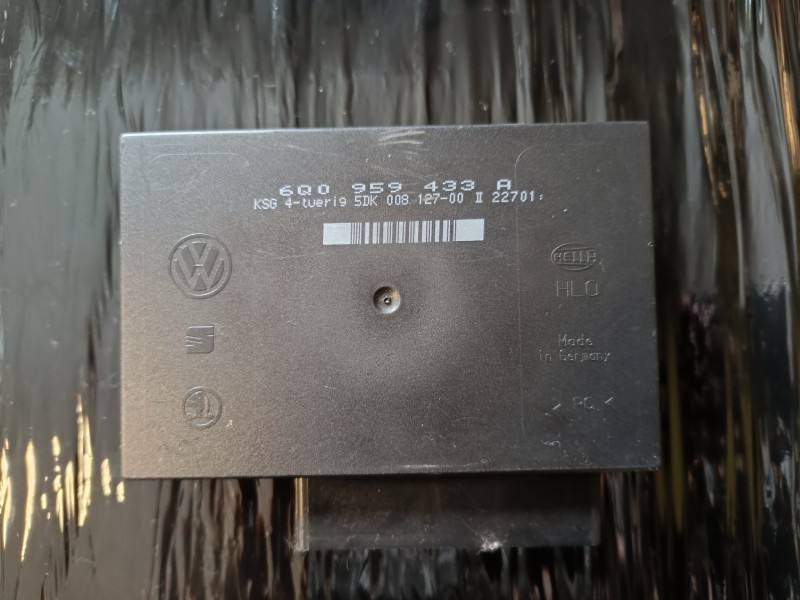 6Q0 959 433 A
KSG 4-tuerig 5DK 008 127-00 II 22701
HELLA
HLO
Made
in Germany
> PC <